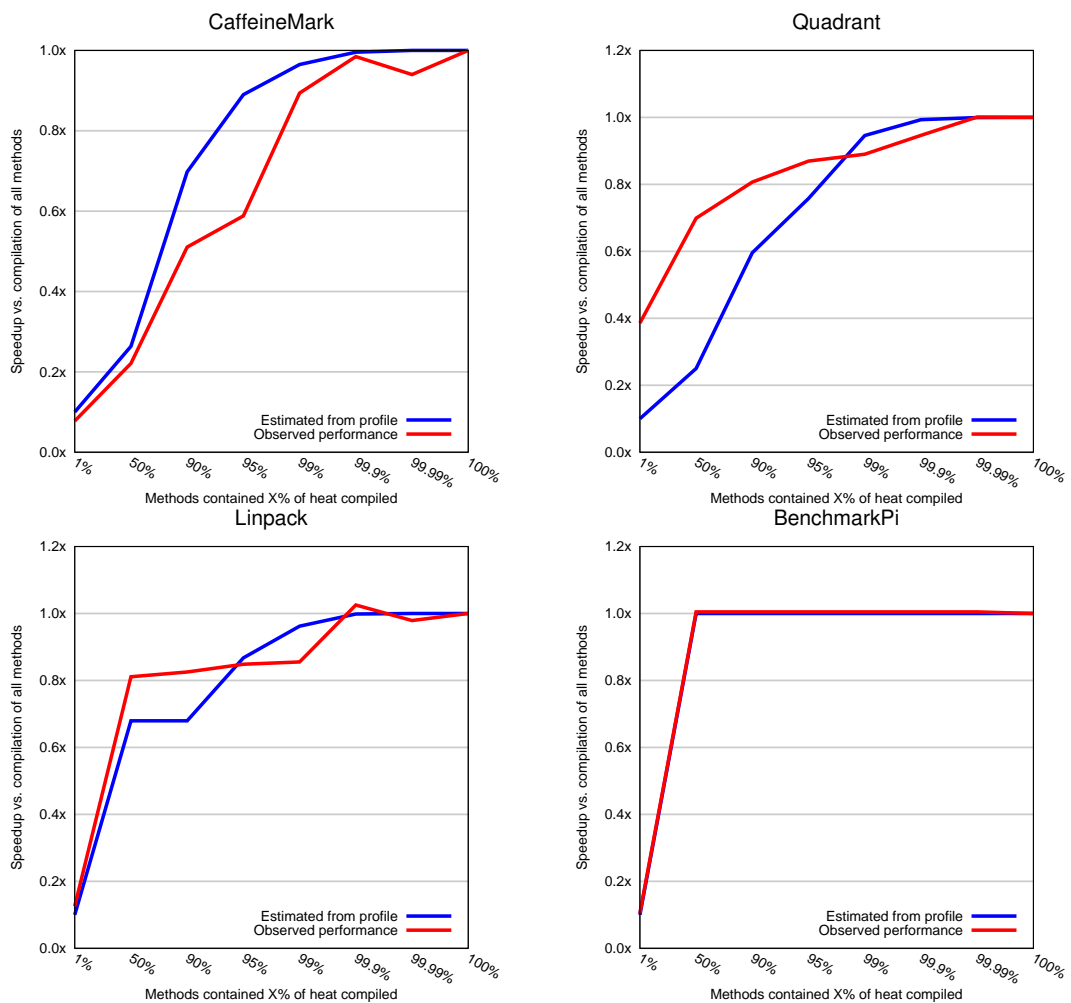 CaffeineMark
Speedup vs. compilation of all methods
1.0x
0.8x
0.6x
0.4x
0.2x
0.0x
Estimated from profile
Observed performance
1%
50%
90%
95%
99%
99.9%
99.99%
100%
Methods contained X% of heat compiled
Quadrant
Speedup vs. compilation of all methods
1.2x
1.0x
0.8x
0.6x
0.4x
0.2x
0.0x
Estimated from profile
Observed performance
1%
50%
90%
95%
99%
99.9%
99.99%
100%
Methods contained X% of heat compiled
Linpack
Speedup vs. compilation of all methods
1.2x
1.0x
0.8x
0.6x
0.4x
0.2x
0.0x
Estimated from profile
Observed performance
1%
50%
90%
95%
99%
99.9%
99.99%
100%
Methods contained X% of heat compiled
BenchmarkPi
Speedup vs. compilation of all methods
1.2x
1.0x
0.8x
0.6x
0.4x
0.2x
0.0x
Estimated from profile
Observed performance
1%
50%
90%
95%
99%
99.9%
99.99%
100%
Methods contained X% of heat compiled